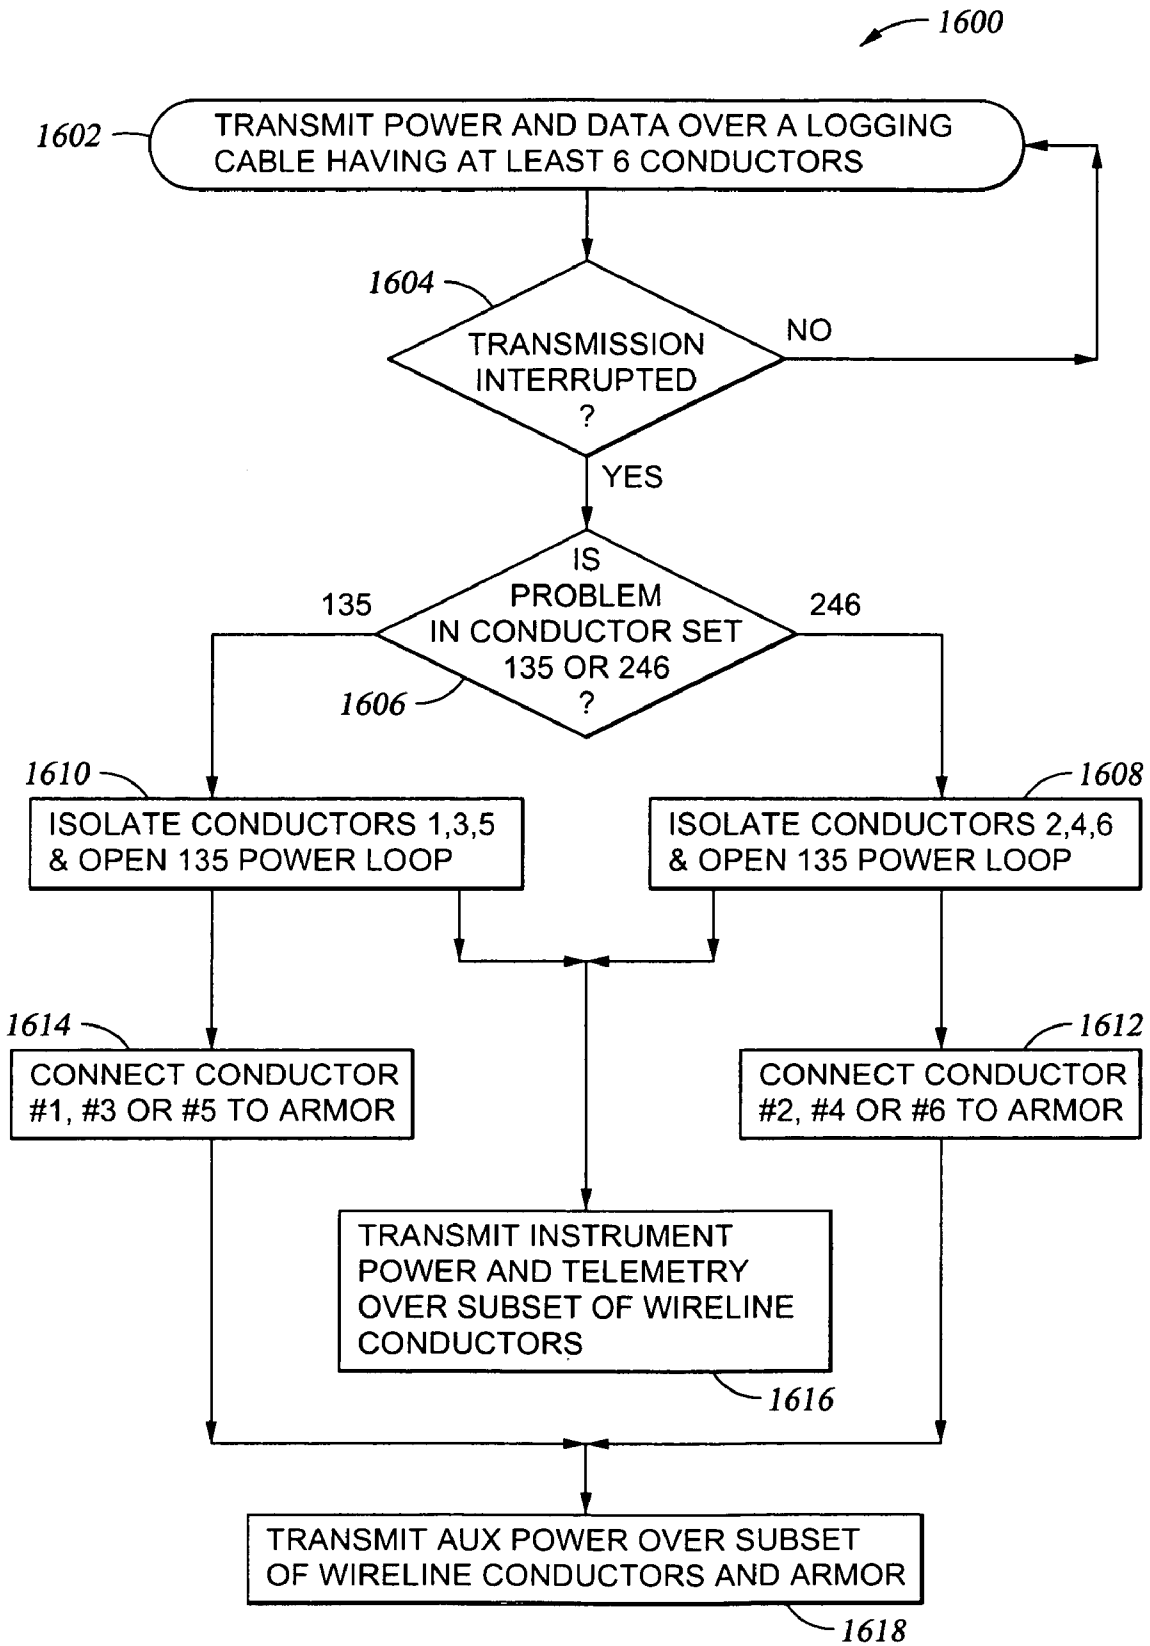 1600
1602
TRANSMIT POWER AND DATA OVER A LOGGING
CABLE HAVING AT LEAST 6 CONDUCTORS
1604
TRANSMISSION
INTERRUPTED
?
NO
YES
IS
PROBLEM
IN CONDUCTOR SET
135 OR 246
?
135
246
1606
1610
ISOLATE CONDUCTORS 1,3,5
& OPEN 135 POWER LOOP
1608
ISOLATE CONDUCTORS 2,4,6
& OPEN 135 POWER LOOP
1614
CONNECT CONDUCTOR
#1, #3 OR #5 TO ARMOR
1612
CONNECT CONDUCTOR
#2, #4 OR #6 TO ARMOR
TRANSMIT INSTRUMENT
POWER AND TELEMETRY
OVER SUBSET OF WIRELINE
CONDUCTORS
1616
TRANSMIT AUX POWER OVER SUBSET
OF WIRELINE CONDUCTORS AND ARMOR
1618